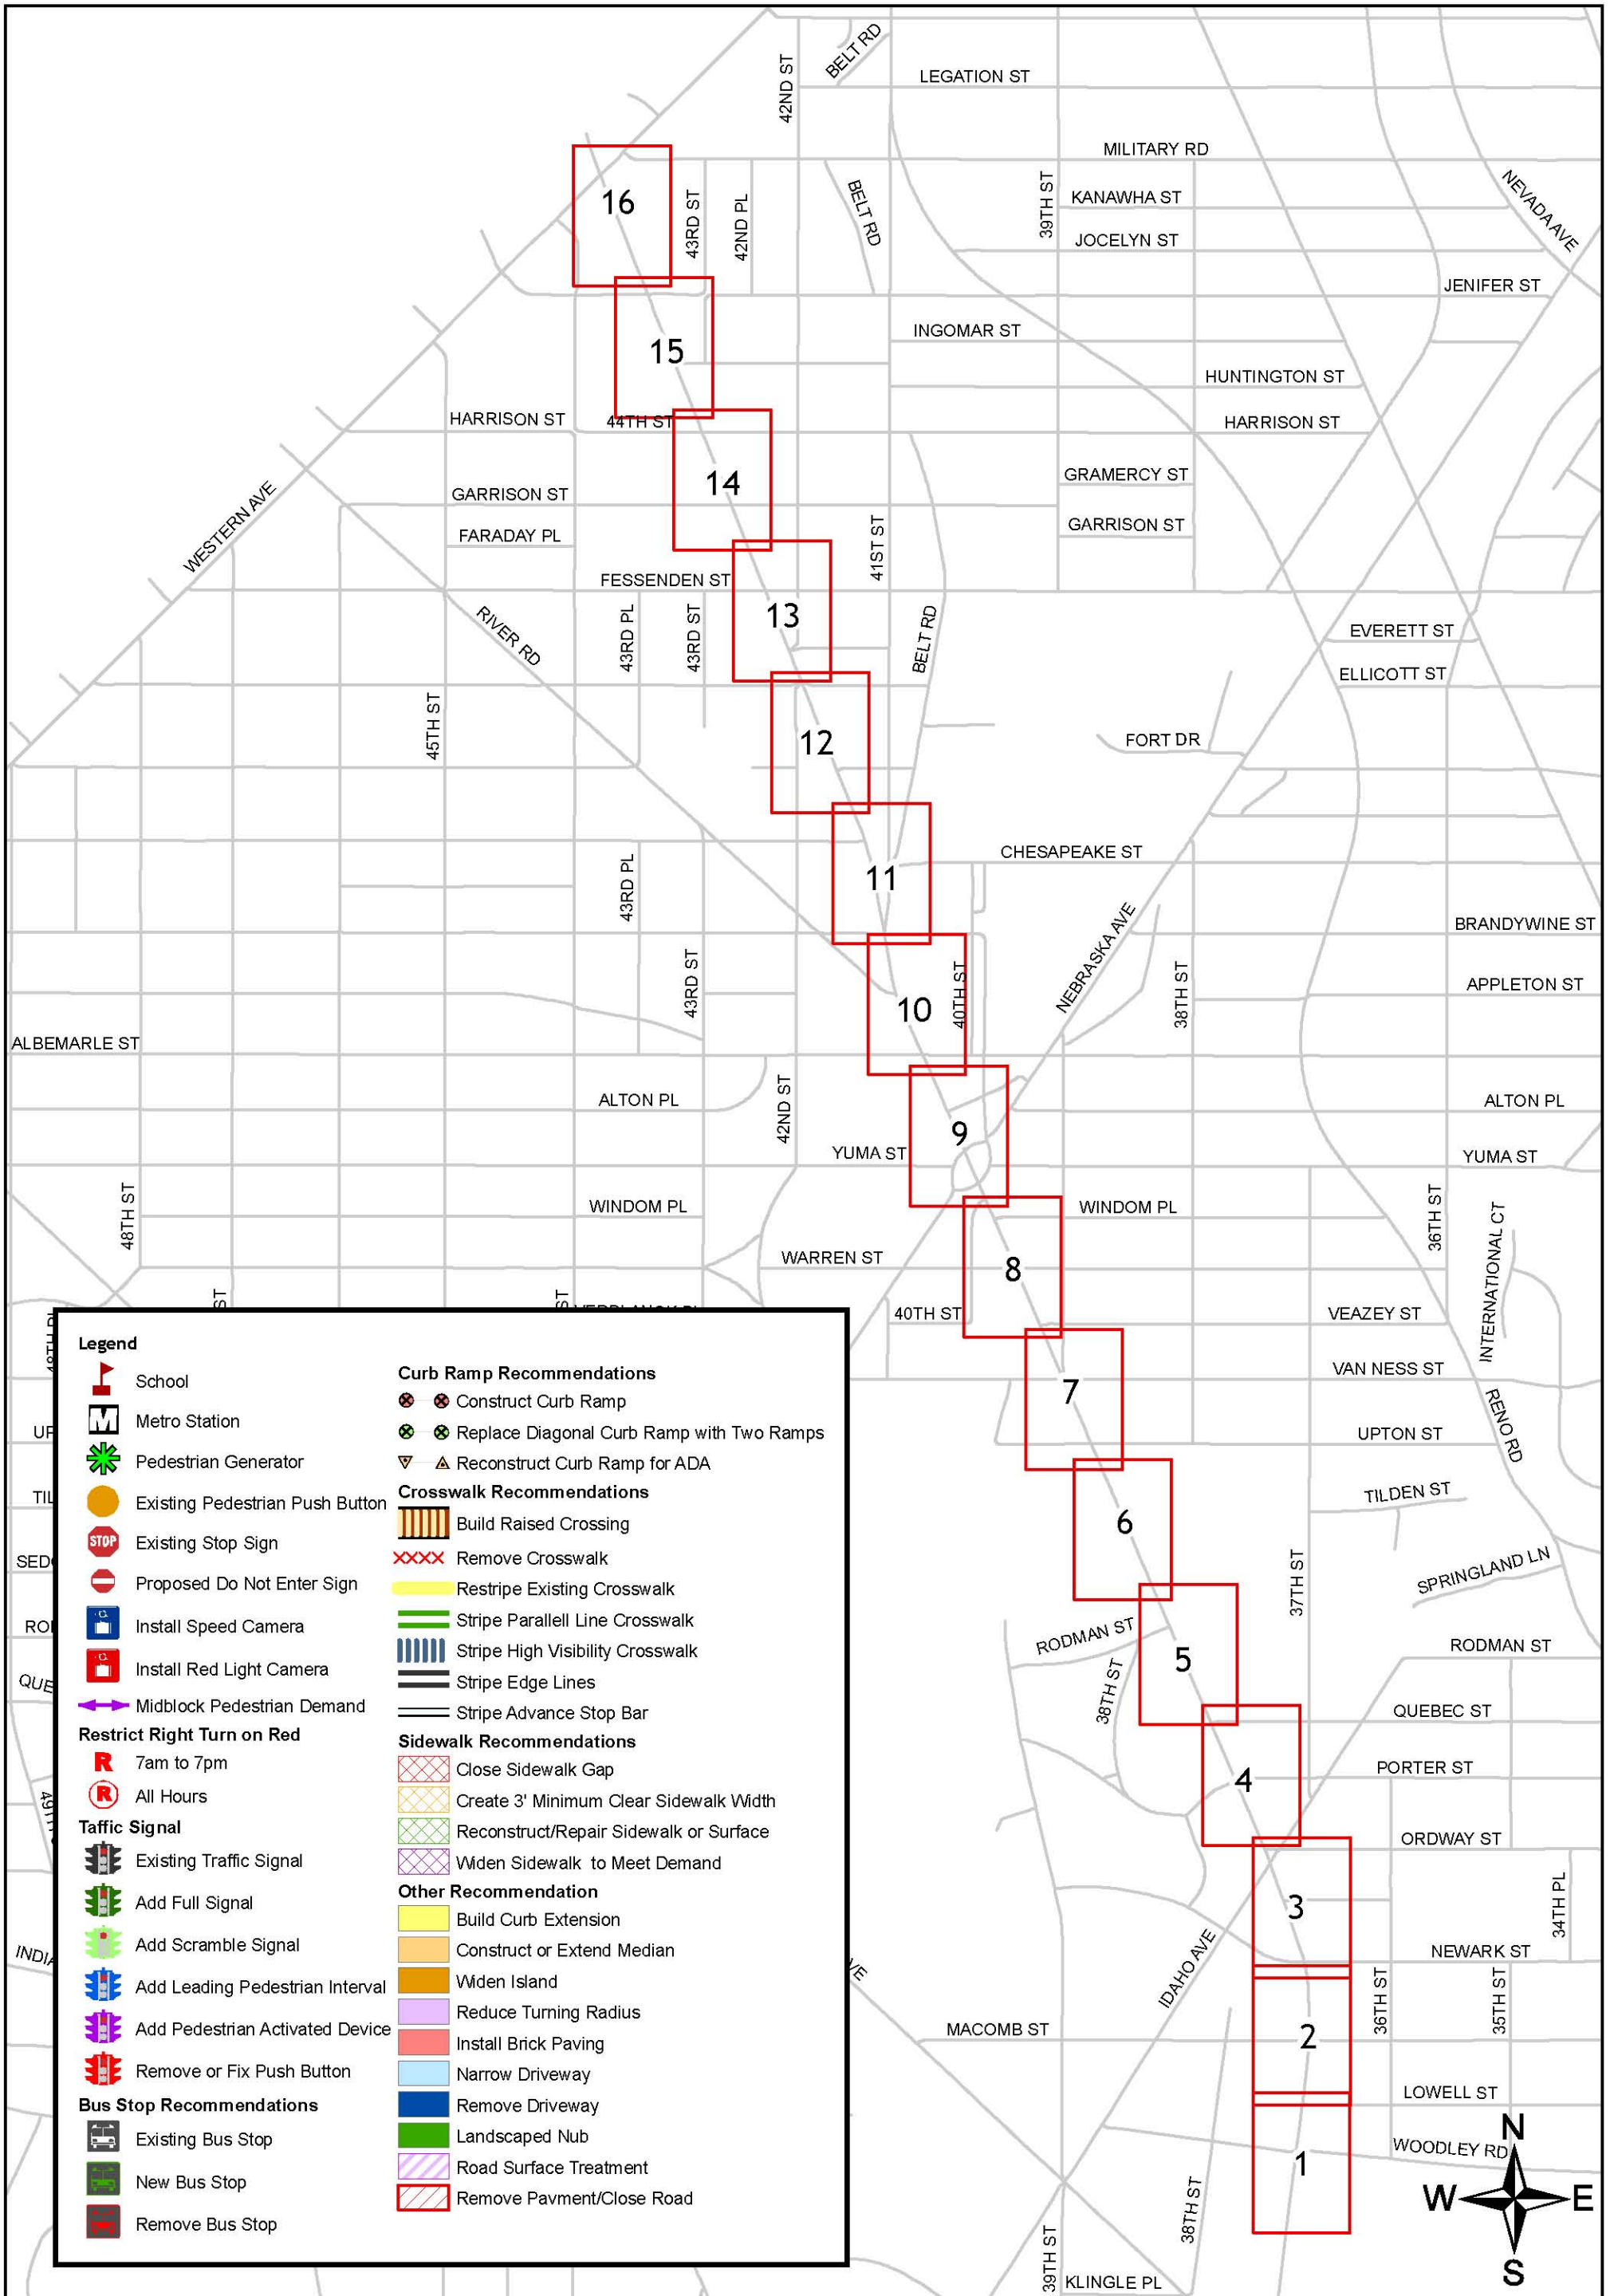 BELT RD
42ND ST
LEGATION ST
MILITARY RD
39TH ST
KANAWHA ST
NEVADA AVE
16
43RD ST
42ND PL
BELT RD
JOCELYN ST
JENIFER ST
INGOMAR ST
15
HUNTINGTON ST
HARRISON ST
44TH ST
HARRISON ST
14
GRAMERCY ST
GARRISON ST
WESTERN AVE
GARRISON ST
FARADAY PL
41ST ST
FESSENDEN ST
13
RIVER RD
43RD PL
43RD ST
BELT RD
EVERETT ST
ELLICOTT ST
45TH ST
12
FORT DR
CHESAPEAKE ST
43RD PL
11
NEBRASKA AVE
BRANDYWINE ST
43RD ST
10
40TH ST
38TH ST
APPLETON ST
ALBEMARLE ST
ALTON PL
42ND ST
9
ALTON PL
YUMA ST
YUMA ST
48TH ST
WINDOM PL
WINDOM PL
36TH ST
INTERNATIONAL CT
WARREN ST
8
ST
ST
40TH ST
VEAZEY ST
7
VAN NESS ST
UPTON ST
RENO RD
6
TILDEN ST
37TH ST
SPRINGLAND LN
RODMAN ST
5
RODMAN ST
38TH ST
QUEBEC ST
4
PORTER ST
ORDWAY ST
3
34TH PL
IDAHO AVE
NEWARK ST
36TH ST
35TH ST
MACOMB ST
2
LOWELL ST
WOODLEY RD
1
38TH ST
39TH ST
KLINGLE PL
N
W
E
S
UP
TIL
SED
QUE
INDIA
VE
Legend
School
M
Metro Station
Pedestrian Generator
Existing Pedestrian Push Button
STOP
Existing Stop Sign
Proposed Do Not Enter Sign
Install Speed Camera
Install Red Light Camera
Midblock Pedestrian Demand
Restrict Right Turn on Red
R
7am to 7pm
R
All Hours
Taffic Signal
Existing Traffic Signal
Add Full Signal
Add Scramble Signal
Add Leading Pedestrian Interval
Add Pedestrian Activated Device
Remove or Fix Push Button
Bus Stop Recommendations
Existing Bus Stop
New Bus Stop
Remove Bus Stop
Curb Ramp Recommendations
Construct Curb Ramp
Replace Diagonal Curb Ramp with Two Ramps
Reconstruct Curb Ramp for ADA
Crosswalk Recommendations
Build Raised Crossing
Remove Crosswalk
Restripe Existing Crosswalk
Stripe Parallell Line Crosswalk
Stripe High Visibility Crosswalk
Stripe Edge Lines
Stripe Advance Stop Bar
Sidewalk Recommendations
Close Sidewalk Gap
Create 3' Minimum Clear Sidewalk Width
Reconstruct/Repair Sidewalk or Surface
Widen Sidewalk to Meet Demand
Other Recommendation
Build Curb Extension
Construct or Extend Median
Widen Island
Reduce Turning Radius
Install Brick Paving
Narrow Driveway
Remove Driveway
Landscaped Nub
Road Surface Treatment
Remove Pavment/Close Road